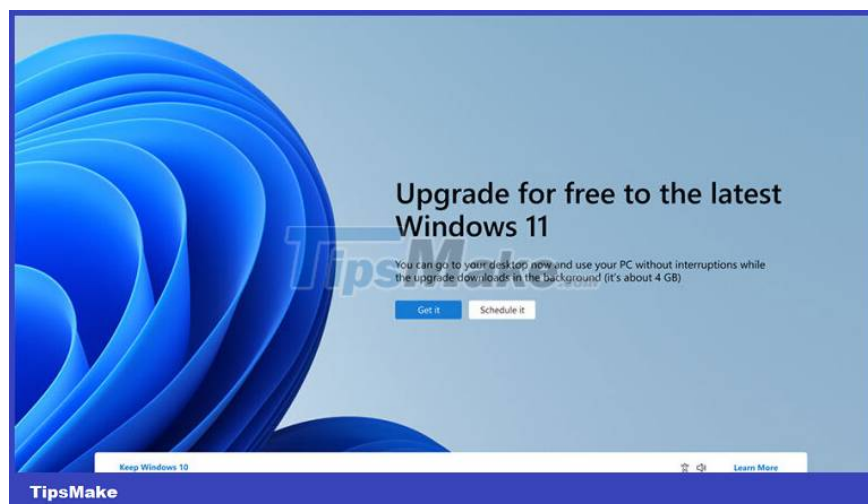 Upgrade for free to the latest
Windows 11
TipsMake.com
You can go to your desktop now and use your PC without interruptions while
the upgrade downloads in the background (it's about 4 GB)
Get it
Schedule it
Keep Windows 10
Learn More
TipsMake